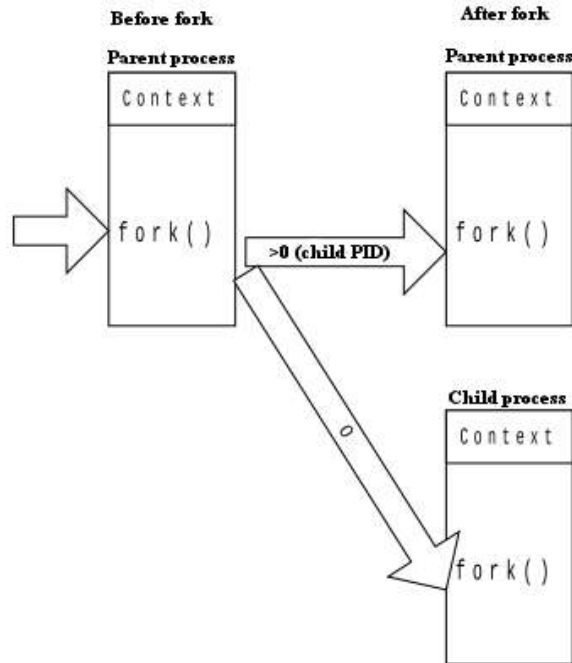 Before fork
After fork
Parent process
Parent process
Context
Context
fork()
>0 (child PID)
fork()
Child process
Context
0
fork()